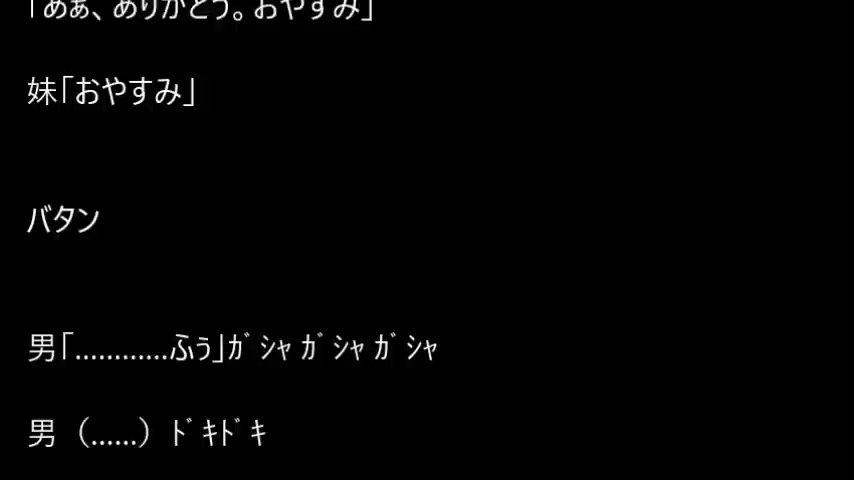 「あぁ、ありがとう。おやすみ」
妹「おやすみ」
バタン
男「............ふぅ」ｶﾞｼｬｶﾞｼｬｶﾞｼｬ
男（......）ﾄﾞｷﾄﾞｷ